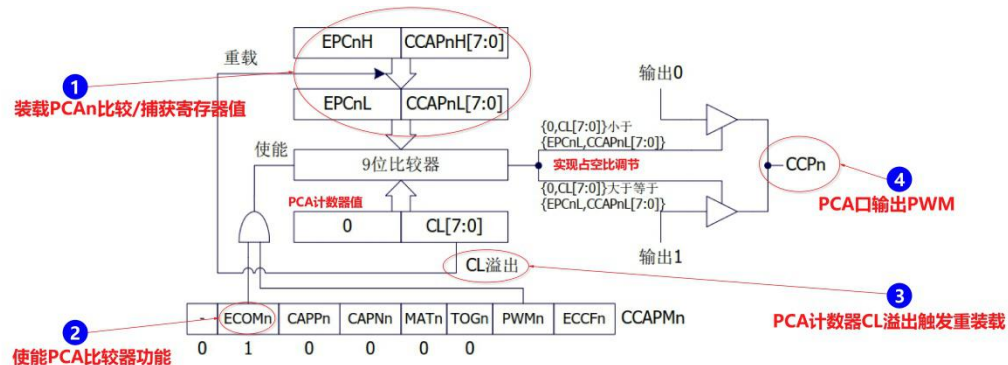 EPCnH CCAPnH[7:0]
重载
1
装载PCAn比较/捕获寄存器值
EPCnL CCAPnL[7:0]
输出0
{0,CL[7:0]}小于
{EPCnL,CCAPnL[7:0]}
使能
9位比较器
实现占空比调节
CCPn
4
PCA口输出PWM
{0,CL[7:0]}大于等于
{EPCnL,CCAPnL[7:0]}
PCA计数器值
0 CL[7:0]
输出1
CL溢出
3
PCA计数器CL溢出触发重装载
- ECOMn CAPPn CAPNn MATn TOGn PWMn ECCFn CCAPMn
2
使能PCA比较器功能
0 1 0 0 0 0